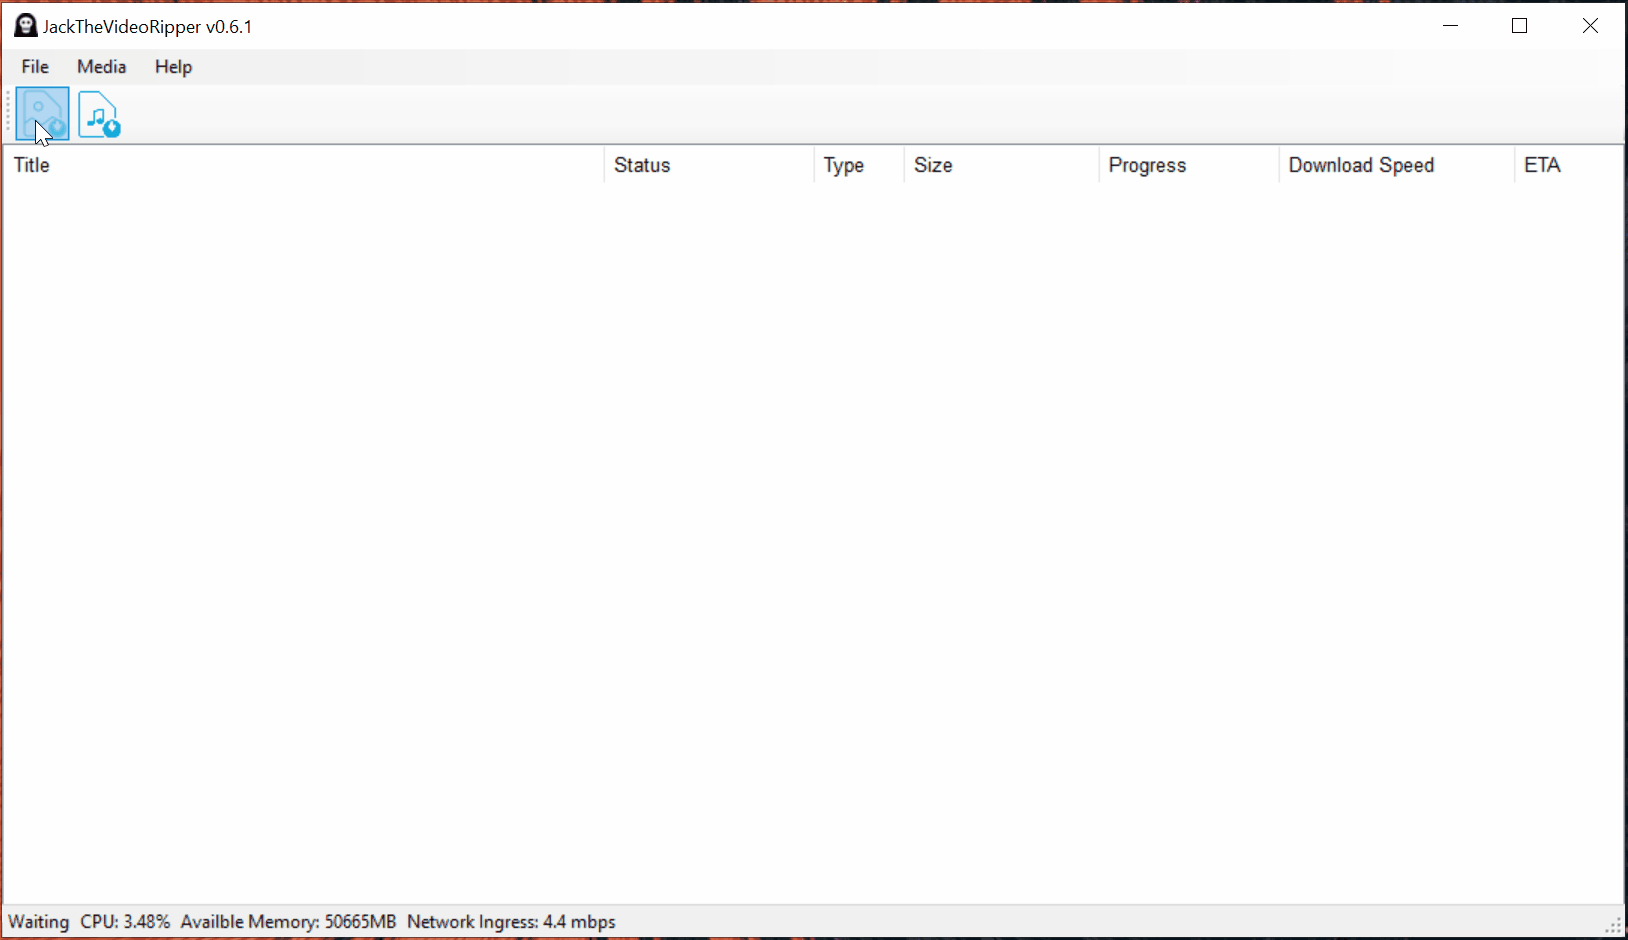 JackTheVideoRipper v0.6.1
File Media Help
Title Status Type Size Progress Download Speed ETA
Waiting CPU: 3.48% Availble Memory: 50665MB Network Ingress: 4.4 mbps